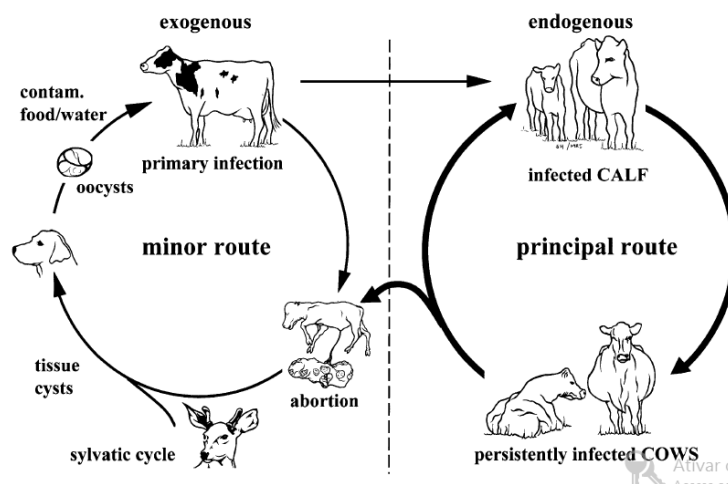 exogenous
endogenous
contam.
food/water
primary infection
oocysts
infected CALF
minor route
principal route
tissue
cysts
abortion
sylvatic cycle
persistently infected COWS
Ativar